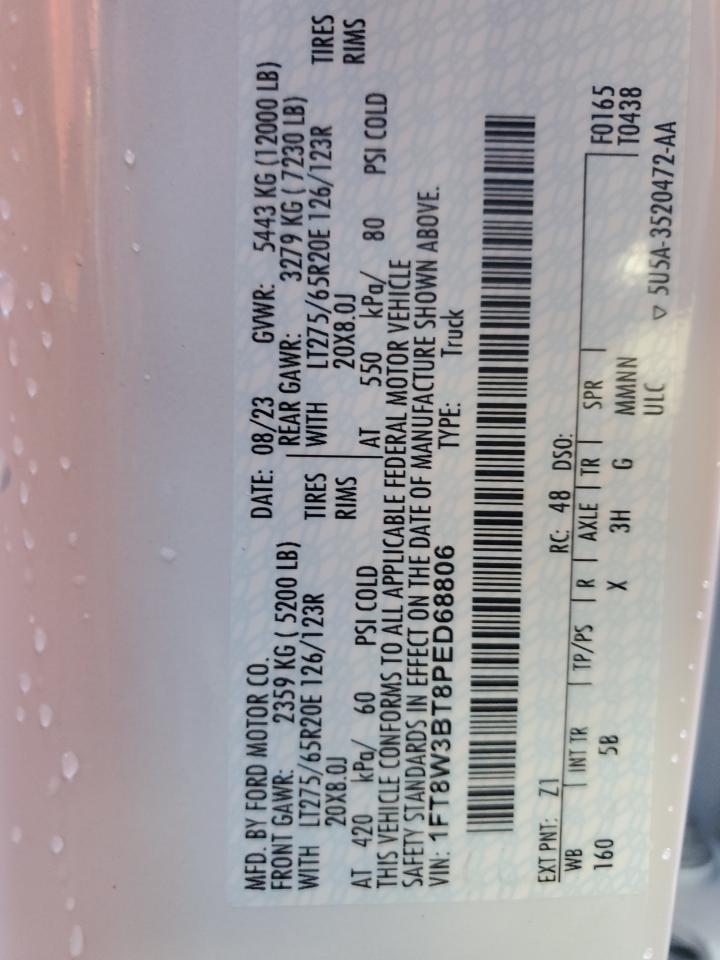 MFD. BY FORD MOTOR CO. DATE: 08/23 GVWR: 5443 KG (12000 LB)
FRONT GAWR: 2359 KG ( 5200 LB) REAR GAWR: 3279 KG ( 7230 LB)
WITH LT275/65R20E 126/123R TIRES WITH LT275/65R20E 126/123R TIRES
20X8.0J RIMS 20X8.0J RIMS
AT 420 kPa/ 60 PSI COLD AT 550 kPa/ 80 PSI COLD
THIS VEHICLE CONFORMS TO ALL APPLICABLE FEDERAL MOTOR VEHICLE
SAFETY STANDARDS IN EFFECT ON THE DATE OF MANUFACTURE SHOWN ABOVE.
VIN: 1FT8W3BT8PED68806 TYPE: Truck
EXT PNT: Z1 RC: 48 DSO:
WB INT TR TP/PS R AXLE TR SPR F0165
160 5B X 3H G MMNN T0438
ULC
▽ 5U5A-3520472-AA